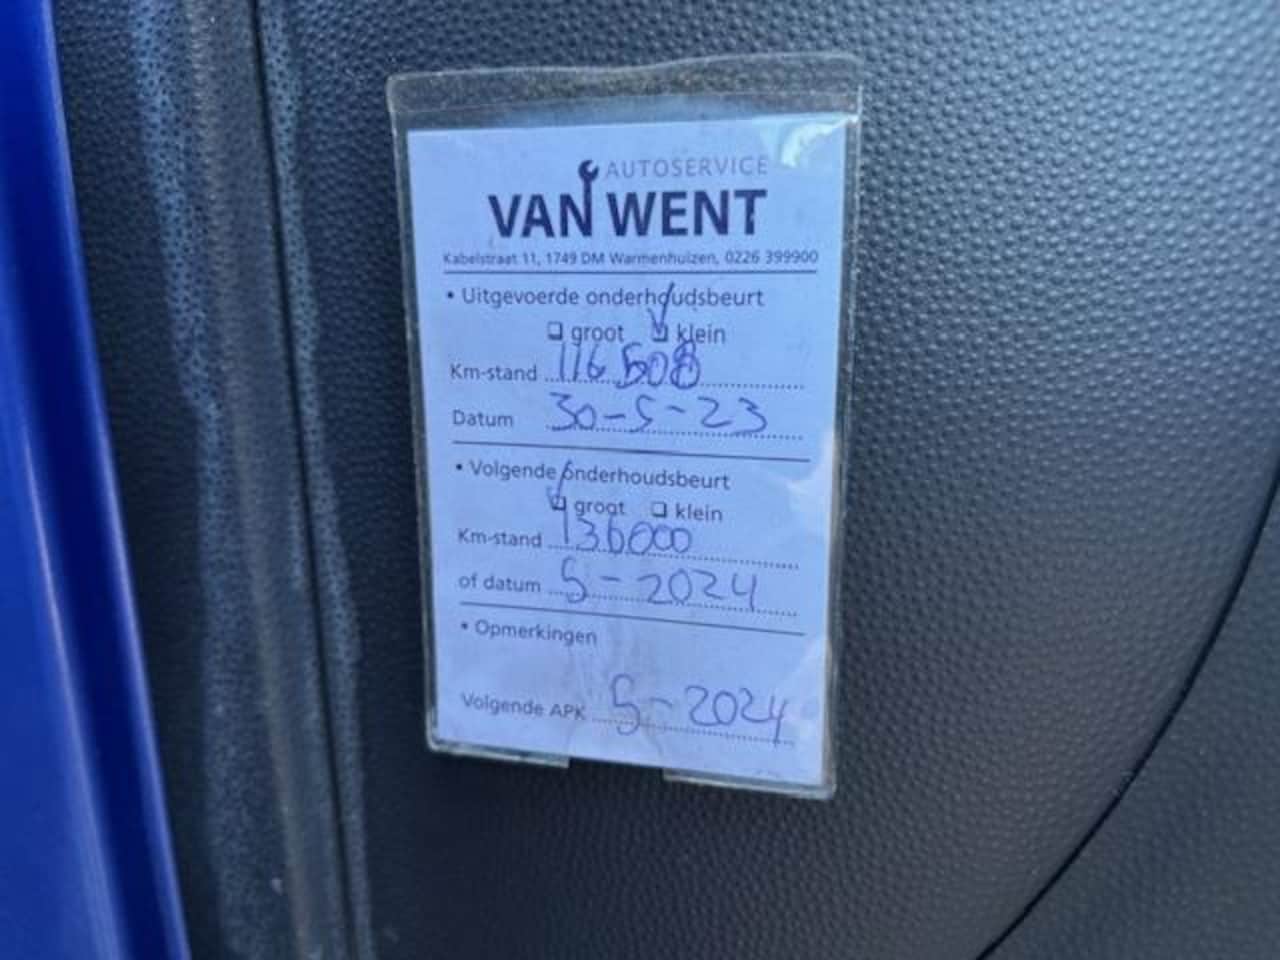 AUTOSERVICE
VAN WENT
Kabelstraat 11, 1749 DM Warmenhuizen, 0226 399900
• Uitgevoerde onderhoudsbeurt
❑ groot ❑ klein
Km-stand 116508
Datum 30-5-23
• Volgende onderhoudsbeurt
❑ groot ❑ klein
Km-stand 136000
of datum 5-2024
• Opmerkingen
Volgende APK 5-2024